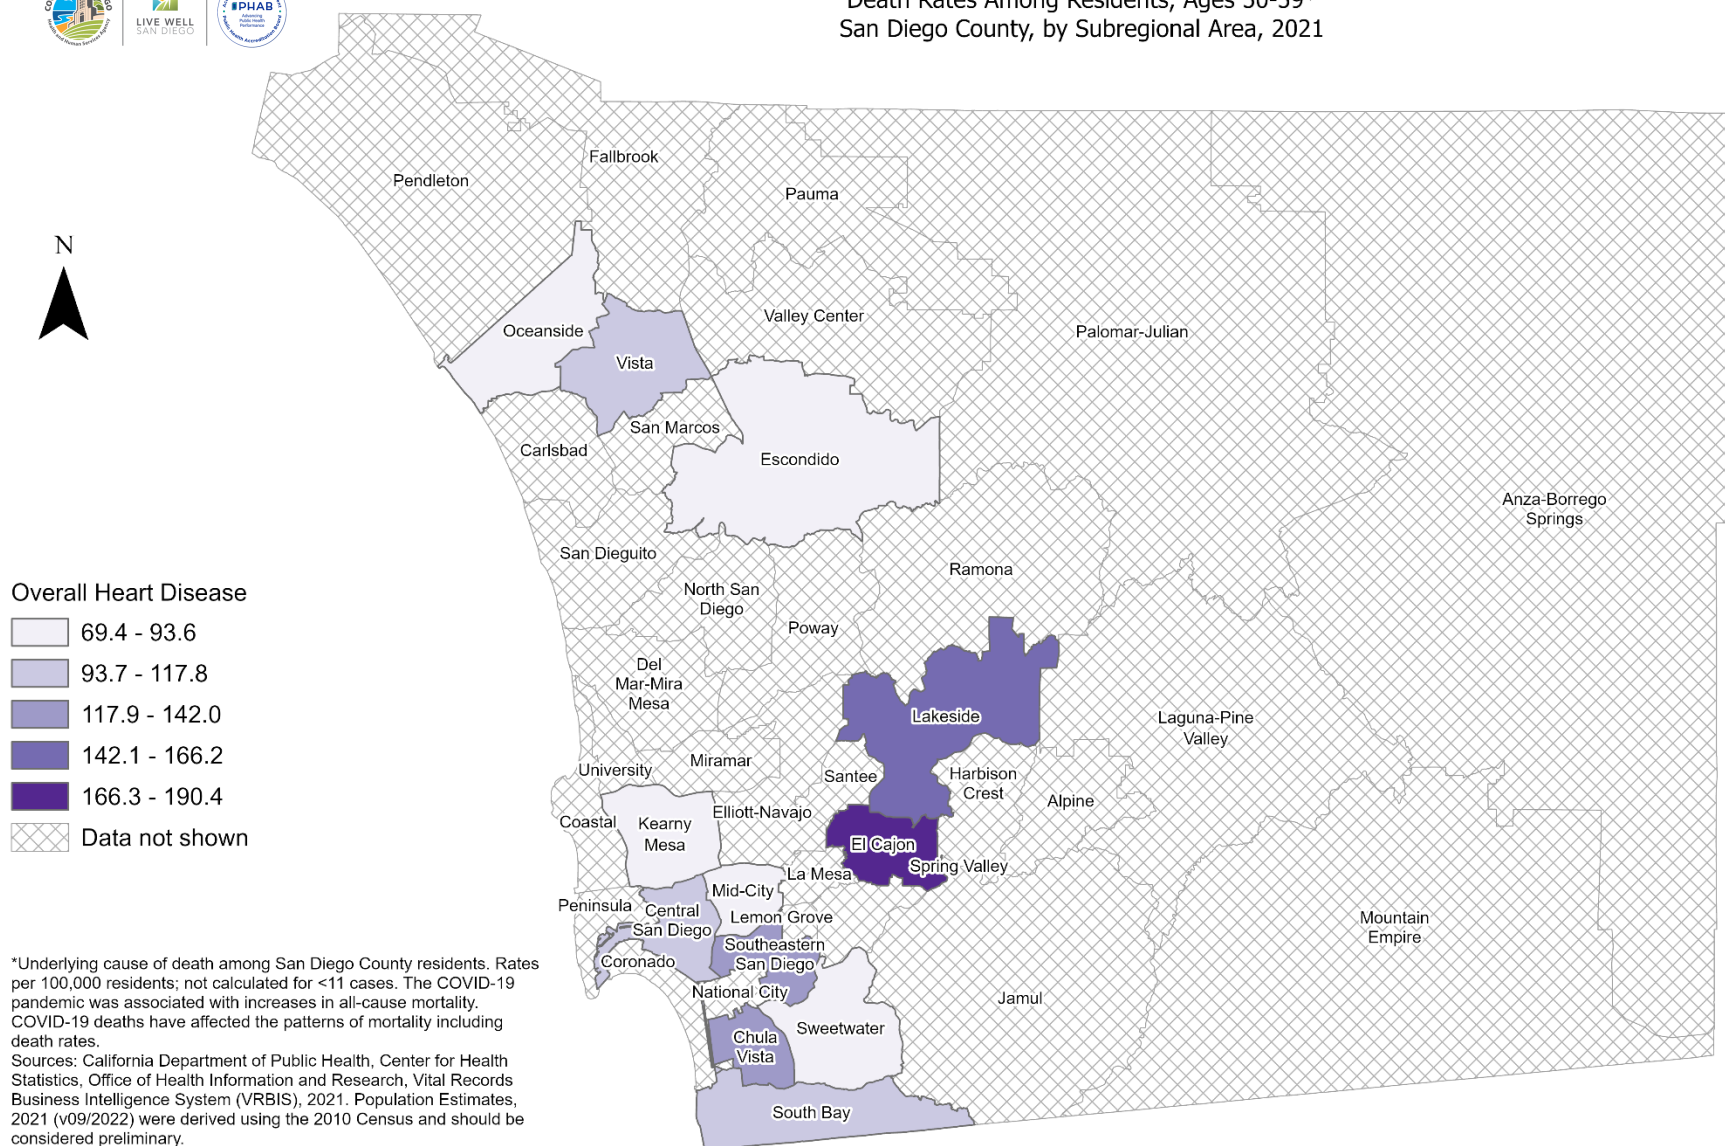 LIVE WELL
SAN DIEGO
PHAB
Advancing
Public Health
Performance
Death Rates Among Residents, Ages
San Diego County, by Subregional Area, 2021
N
Pendleton
Fallbrook
Pauma
Oceanside
Vista
Valley Center
Palomar-Julian
San Marcos
Carlsbad
Escondido
Anza-Borrego
Springs
San Dieguito
Ramona
North San
Diego
Poway
Del
Mar-Mira
Mesa
Lakeside
Laguna-Pine
Valley
Miramar
University
Santee
Harbison
Crest
Alpine
Coastal
Kearny
Mesa
Elliott-Navajo
El Cajon
Spring Valley
La Mesa
Mid-City
Peninsula
Central
San Diego
Lemon Grove
Southeastern
San Diego
Coronado
National City
Mountain
Empire
Jamul
Sweetwater
Chula
Vista
South Bay
Overall Heart Disease
69.4 - 93.6
93.7 - 117.8
117.9 - 142.0
142.1 - 166.2
166.3 - 190.4
Data not shown
*Underlying cause of death among San Diego County residents. Rates
per 100,000 residents; not calculated for <11 cases. The COVID-19
pandemic was associated with increases in all-cause mortality.
COVID-19 deaths have affected the patterns of mortality including
death rates.
Sources: California Department of Public Health, Center for Health
Statistics, Office of Health Information and Research, Vital Records
Business Intelligence System (VRBIS), 2021. Population Estimates,
2021 (v09/2022) were derived using the 2010 Census and should be
considered preliminary.